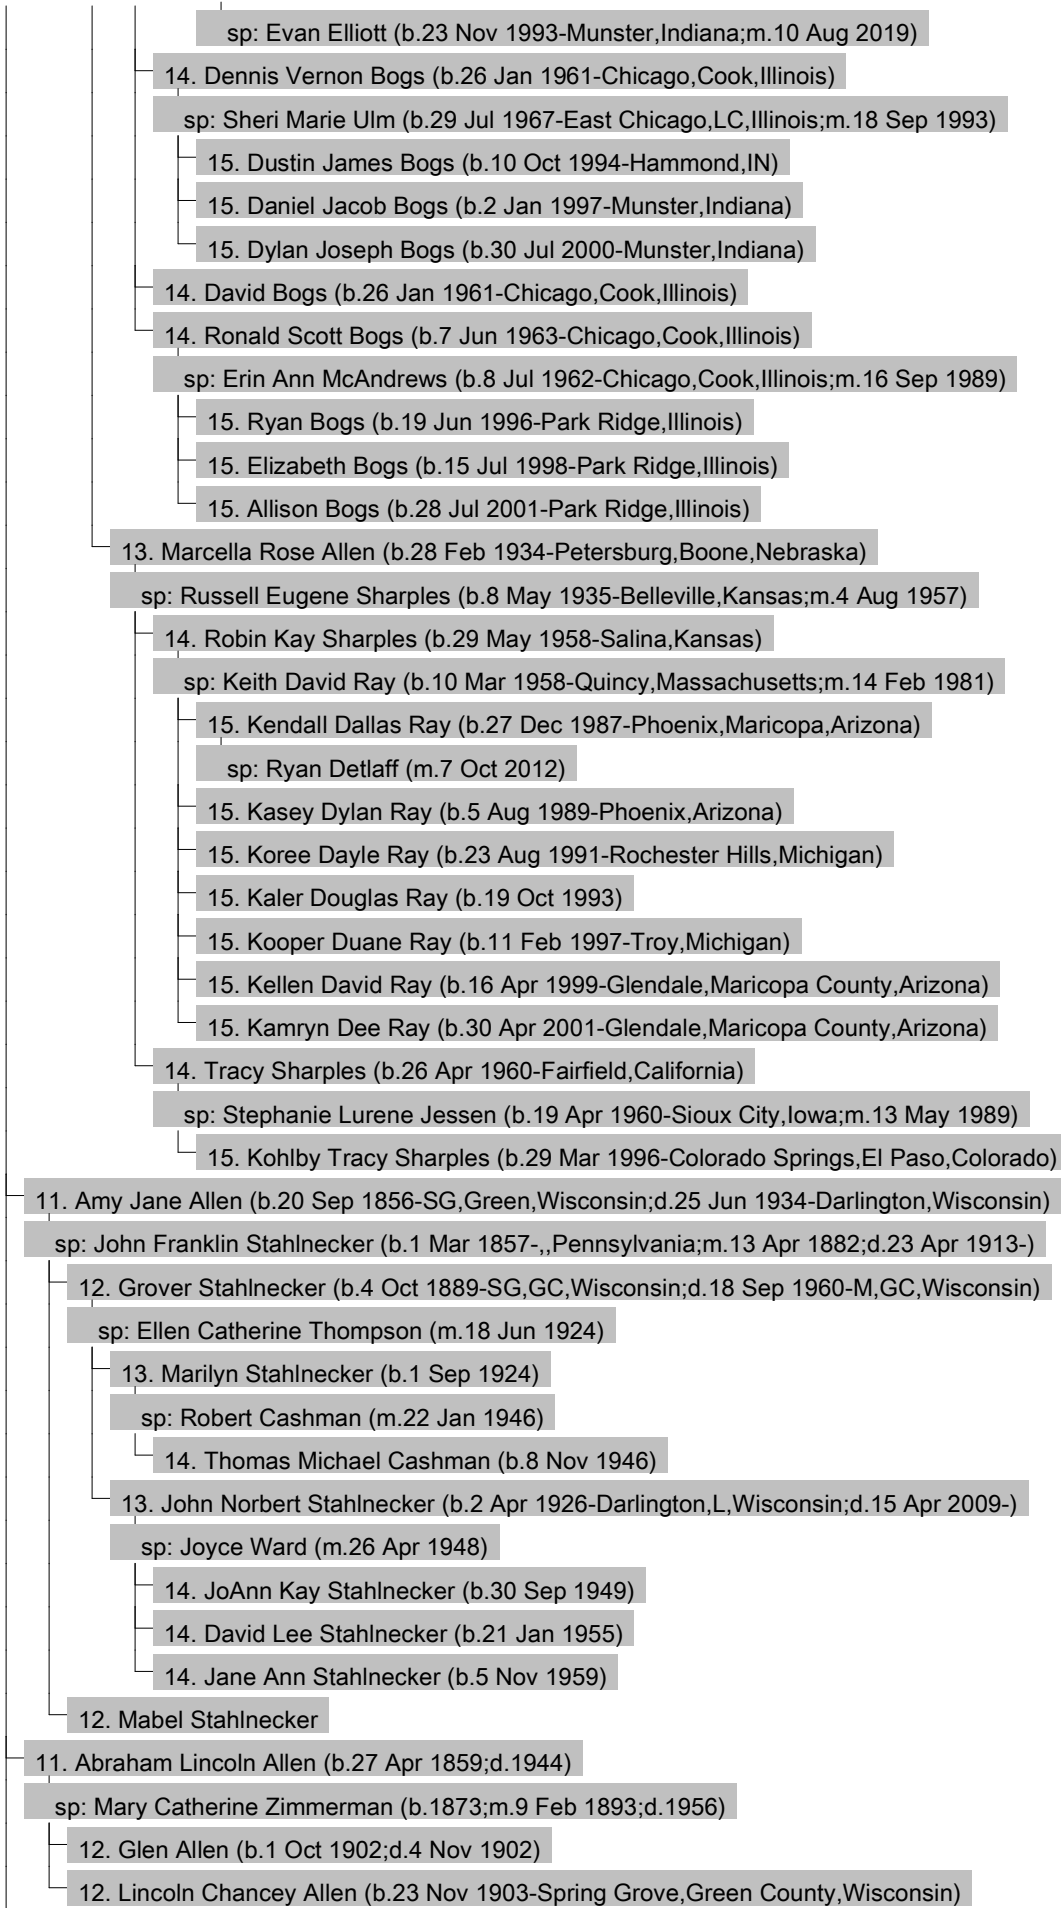 sp: Evan Elliott (b.23 Nov 1993-Munster,Indiana;m.10 Aug 2019)
14. Dennis Vernon Bogs (b.26 Jan 1961-Chicago,Cook,Illinois)
sp: Sheri Marie Ulm (b.29 Jul 1967-East Chicago,LC,Illinois;m.18 Sep 1993)
15. Dustin James Bogs (b.10 Oct 1994-Hammond,IN)
15. Daniel Jacob Bogs (b.2 Jan 1997-Munster,Indiana)
15. Dylan Joseph Bogs (b.30 Jul 2000-Munster,Indiana)
14. David Bogs (b.26 Jan 1961-Chicago,Cook,Illinois)
14. Ronald Scott Bogs (b.7 Jun 1963-Chicago,Cook,Illinois)
sp: Erin Ann McAndrews (b.8 Jul 1962-Chicago,Cook,Illinois;m.16 Sep 1989)
15. Ryan Bogs (b.19 Jun 1996-Park Ridge,Illinois)
15. Elizabeth Bogs (b.15 Jul 1998-Park Ridge,Illinois)
15. Allison Bogs (b.28 Jul 2001-Park Ridge,Illinois)
13. Marcella Rose Allen (b.28 Feb 1934-Petersburg,Boone,Nebraska)
sp: Russell Eugene Sharples (b.8 May 1935-Belleville,Kansas;m.4 Aug 1957)
14. Robin Kay Sharples (b.29 May 1958-Salina,Kansas)
sp: Keith David Ray (b.10 Mar 1958-Quincy,Massachusetts;m.14 Feb 1981)
15. Kendall Dallas Ray (b.27 Dec 1987-Phoenix,Maricopa,Arizona)
sp: Ryan Detlaff (m.7 Oct 2012)
15. Kasey Dylan Ray (b.5 Aug 1989-Phoenix,Arizona)
15. Koree Dayle Ray (b.23 Aug 1991-Rochester Hills,Michigan)
15. Kaler Douglas Ray (b.19 Oct 1993)
15. Kooper Duane Ray (b.11 Feb 1997-Troy,Michigan)
15. Kellen David Ray (b.16 Apr 1999-Glendale,Maricopa County,Arizona)
15. Kamryn Dee Ray (b.30 Apr 2001-Glendale,Maricopa County,Arizona)
14. Tracy Sharples (b.26 Apr 1960-Fairfield,California)
sp: Stephanie Lurene Jessen (b.19 Apr 1960-Sioux City,Iowa;m.13 May 1989)
15. Kohlby Tracy Sharples (b.29 Mar 1996-Colorado Springs,El Paso,Colorado)
11. Amy Jane Allen (b.20 Sep 1856-SG,Green,Wisconsin;d.25 Jun 1934-Darlington,Wisconsin)
sp: John Franklin Stahlnecker (b.1 Mar 1857-,,Pennsylvania;m.13 Apr 1882;d.23 Apr 1913-)
12. Grover Stahlnecker (b.4 Oct 1889-SG,GC,Wisconsin;d.18 Sep 1960-M,GC,Wisconsin)
sp: Ellen Catherine Thompson (m.18 Jun 1924)
13. Marilyn Stahlnecker (b.1 Sep 1924)
sp: Robert Cashman (m.22 Jan 1946)
14. Thomas Michael Cashman (b.8 Nov 1946)
13. John Norbert Stahlnecker (b.2 Apr 1926-Darlington,L,Wisconsin;d.15 Apr 2009-)
sp: Joyce Ward (m.26 Apr 1948)
14. JoAnn Kay Stahlnecker (b.30 Sep 1949)
14. David Lee Stahlnecker (b.21 Jan 1955)
14. Jane Ann Stahlnecker (b.5 Nov 1959)
12. Mabel Stahlnecker
11. Abraham Lincoln Allen (b.27 Apr 1859;d.1944)
sp: Mary Catherine Zimmerman (b.1873;m.9 Feb 1893;d.1956)
12. Glen Allen (b.1 Oct 1902;d.4 Nov 1902)
12. Lincoln Chancey Allen (b.23 Nov 1903-Spring Grove,Green County,Wisconsin)